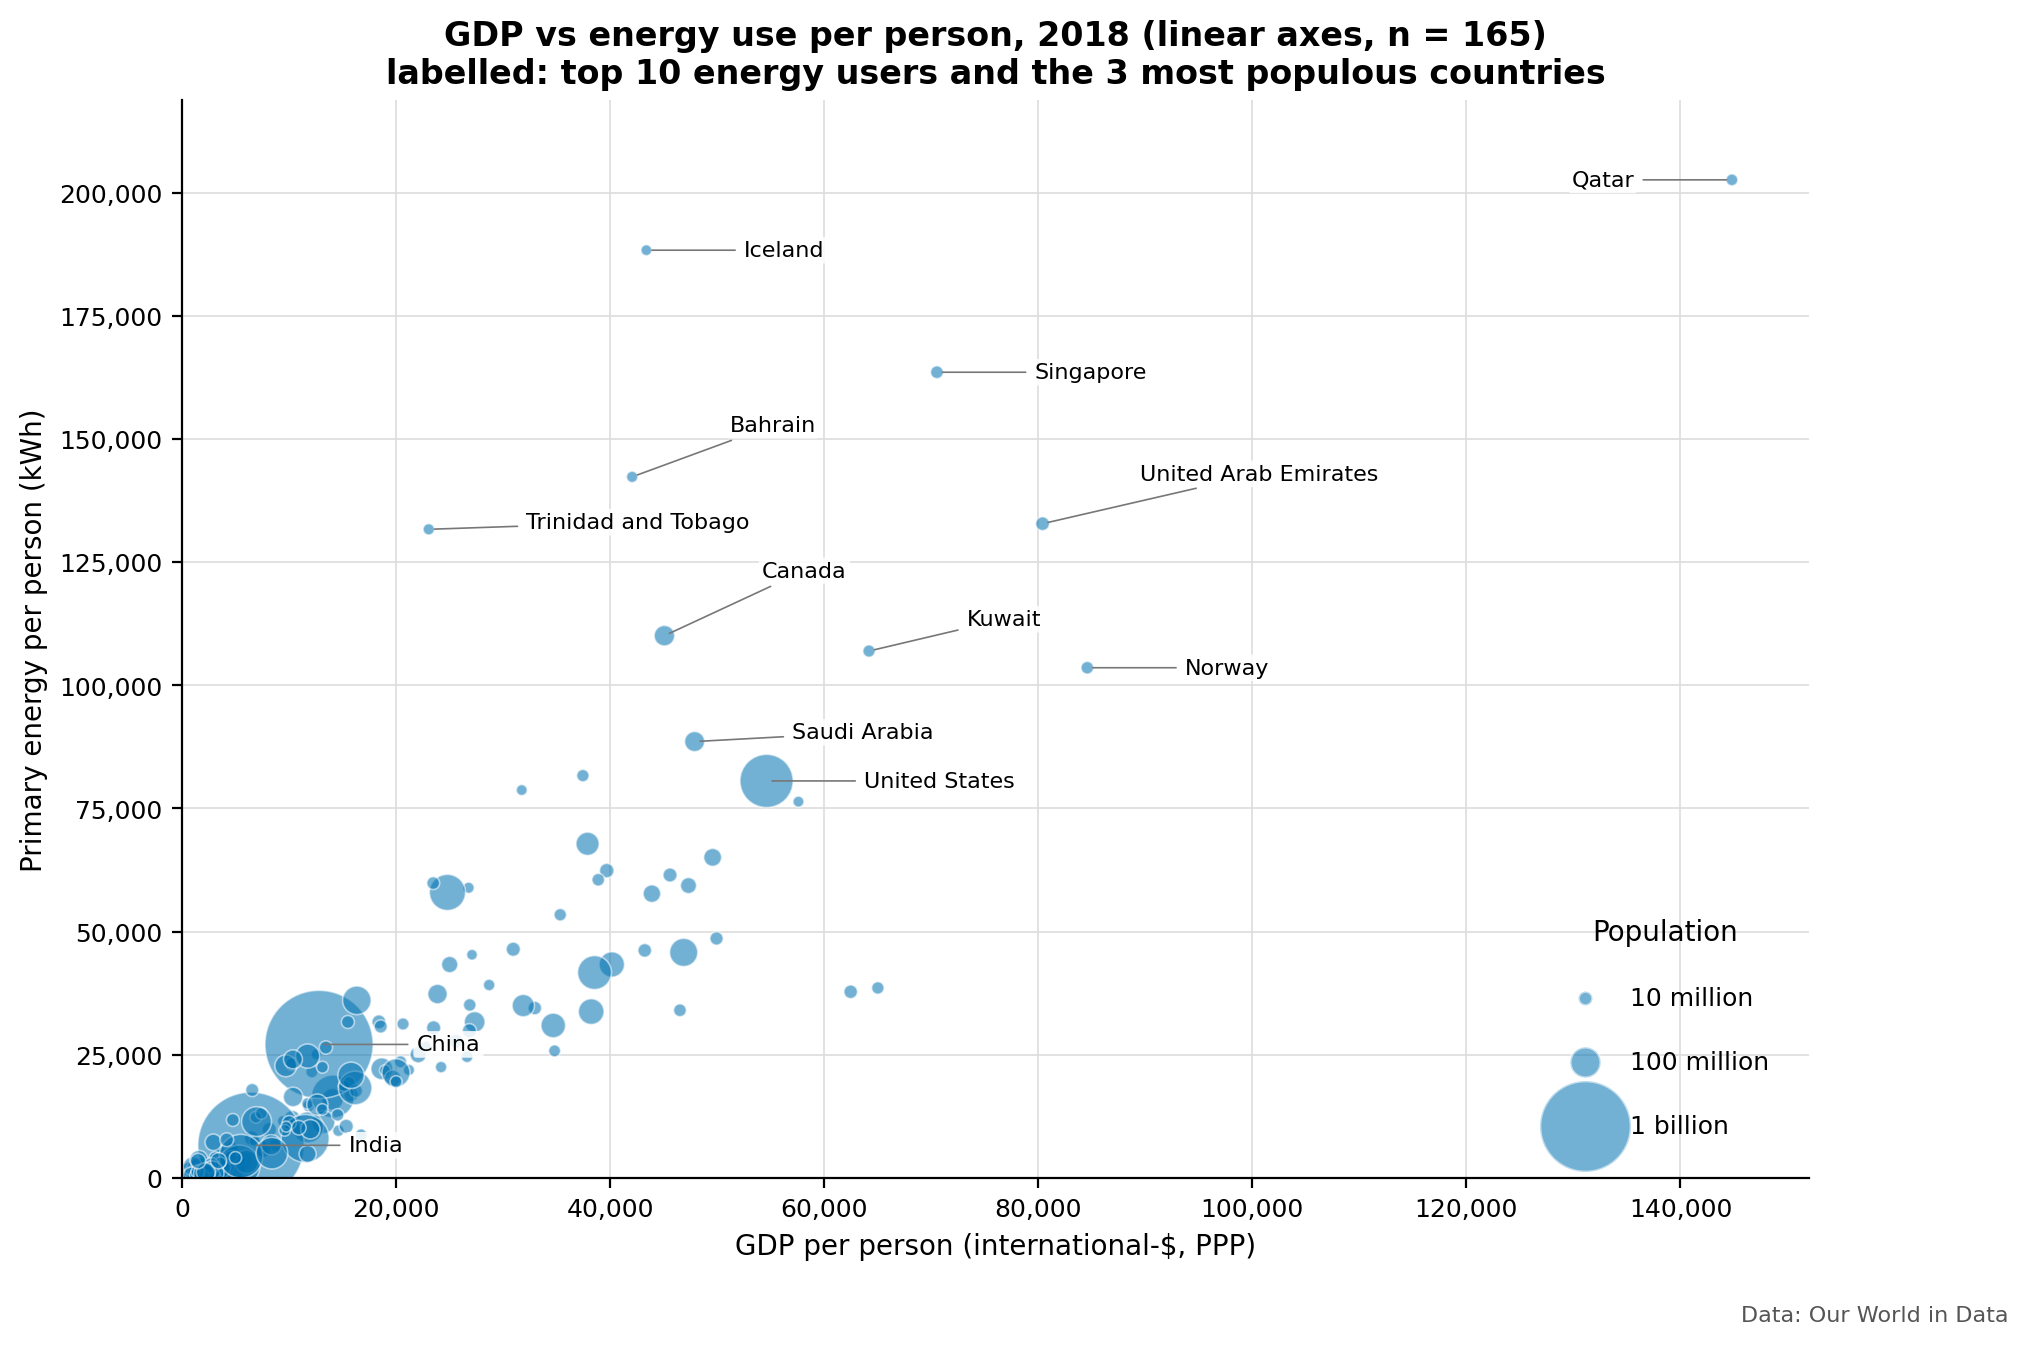 GDP vs energy use per person, 2018 (linear axes, n = 165)
labelled: top 10 energy users and the 3 most populous countries
Primary energy per person (kWh)
200,000
175,000
150,000
125,000
100,000
75,000
50,000
25,000
0
Qatar
Iceland
Singapore
Bahrain
United Arab Emirates
Trinidad and Tobago
Canada
Kuwait
Norway
Saudi Arabia
United States
China
India
Population
10 million
100 million
1 billion
0
20,000
40,000
60,000
80,000
100,000
120,000
140,000
GDP per person (international-$, PPP)
Data: Our World in Data